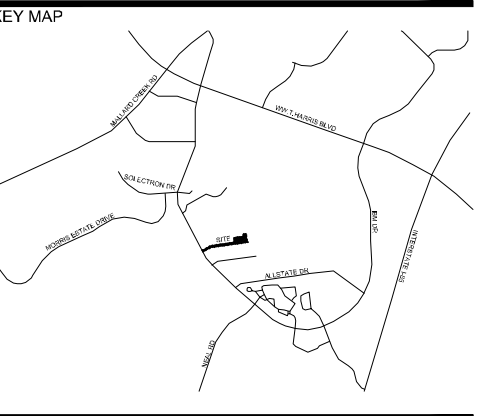 KEY MAP
MALLARD CREEK RD
W.T. HARRIS BLVD
SOLECTRON DR
MORRIS ESTATE DRIVE
SITE
IBM DR
INTERSTATE I-85
ALLSTATE DR
NEAL RD